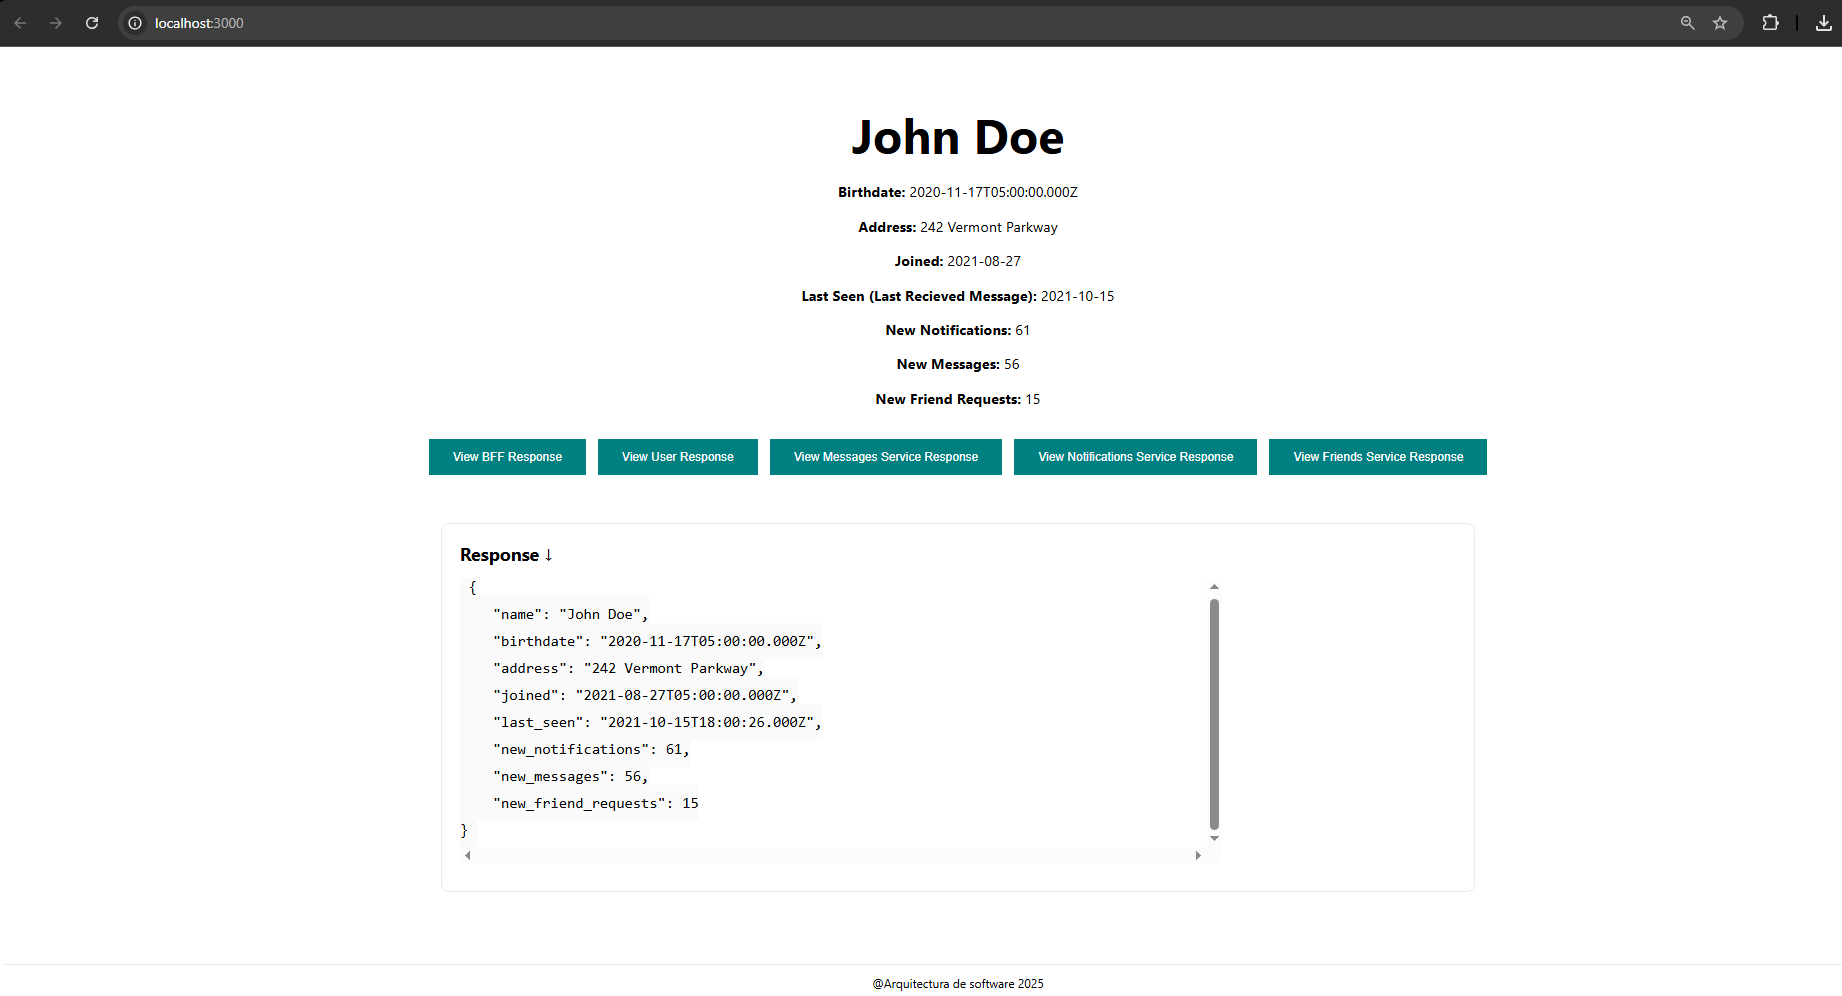 localhost:3000
John Doe
Birthdate: 2020-11-17T05:00:00.000Z
Address: 242 Vermont Parkway
Joined: 2021-08-27
Last Seen (Last Recieved Message): 2021-10-15
New Notifications: 61
New Messages: 56
New Friend Requests: 15
View BFF Response View User Response View Messages Service Response View Notifications Service Response View Friends Service Response
Response ↓
{
"name": "John Doe",
"birthdate": "2020-11-17T05:00:00.000Z",
"address": "242 Vermont Parkway",
"joined": "2021-08-27T05:00:00.000Z",
"last_seen": "2021-10-15T18:00:26.000Z",
"new_notifications": 61,
"new_messages": 56,
"new_friend_requests": 15
}
@Arquitectura de software 2025